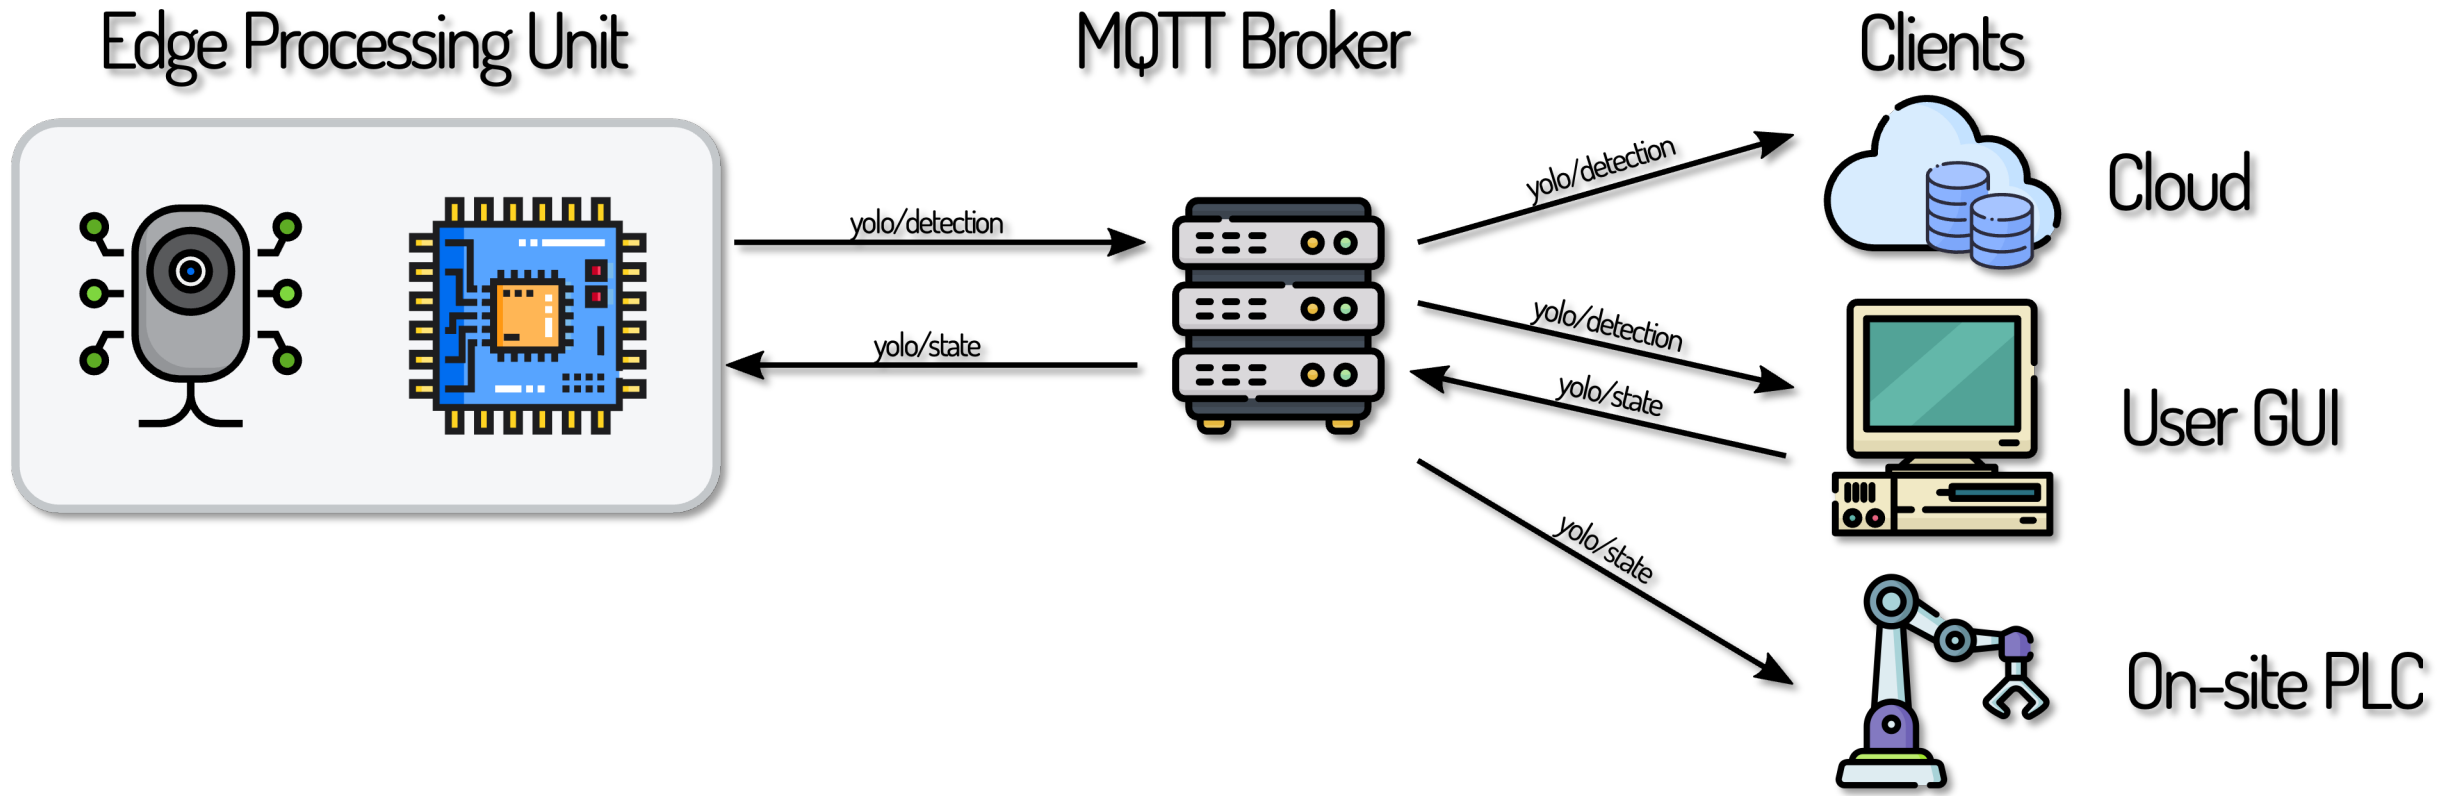 Edge Processing Unit
MQTT Broker
Clients
yolo/detection
yolo/state
yolo/detection
yolo/detection
yolo/state
yolo/state
Cloud
User GUI
On-site PLC